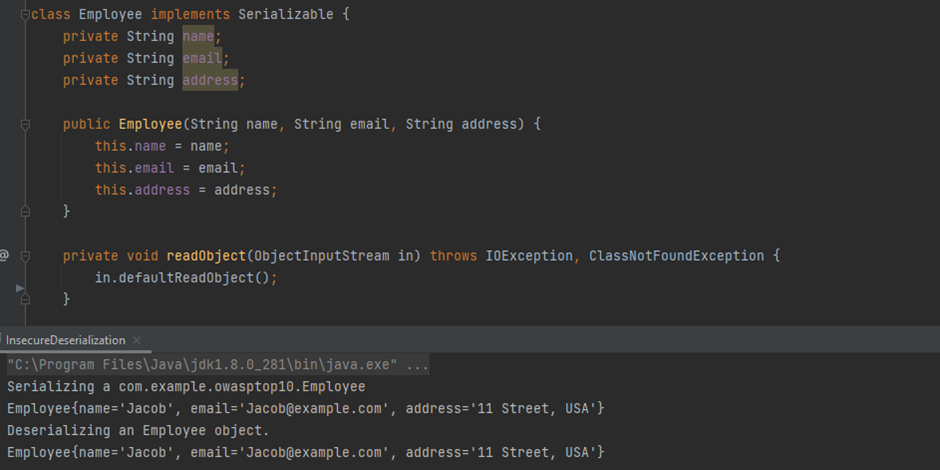 class Employee implements Serializable {
    private String name;
    private String email;
    private String address;
    public Employee(String name, String email, String address) {
        this.name = name;
        this.email = email;
        this.address = address;
    }
@
    private void readObject(ObjectInputStream in) throws IOException, ClassNotFoundException {
        in.defaultReadObject();
    }
InsecureDeserialization ×
"C:\Program Files\Java\jdk1.8.0_281\bin\java.exe" ...
Serializing a com.example.owasptop10.Employee
Employee{name='Jacob', email='Jacob@example.com', address='11 Street, USA'}
Deserializing an Employee object.
Employee{name='Jacob', email='Jacob@example.com', address='11 Street, USA'}